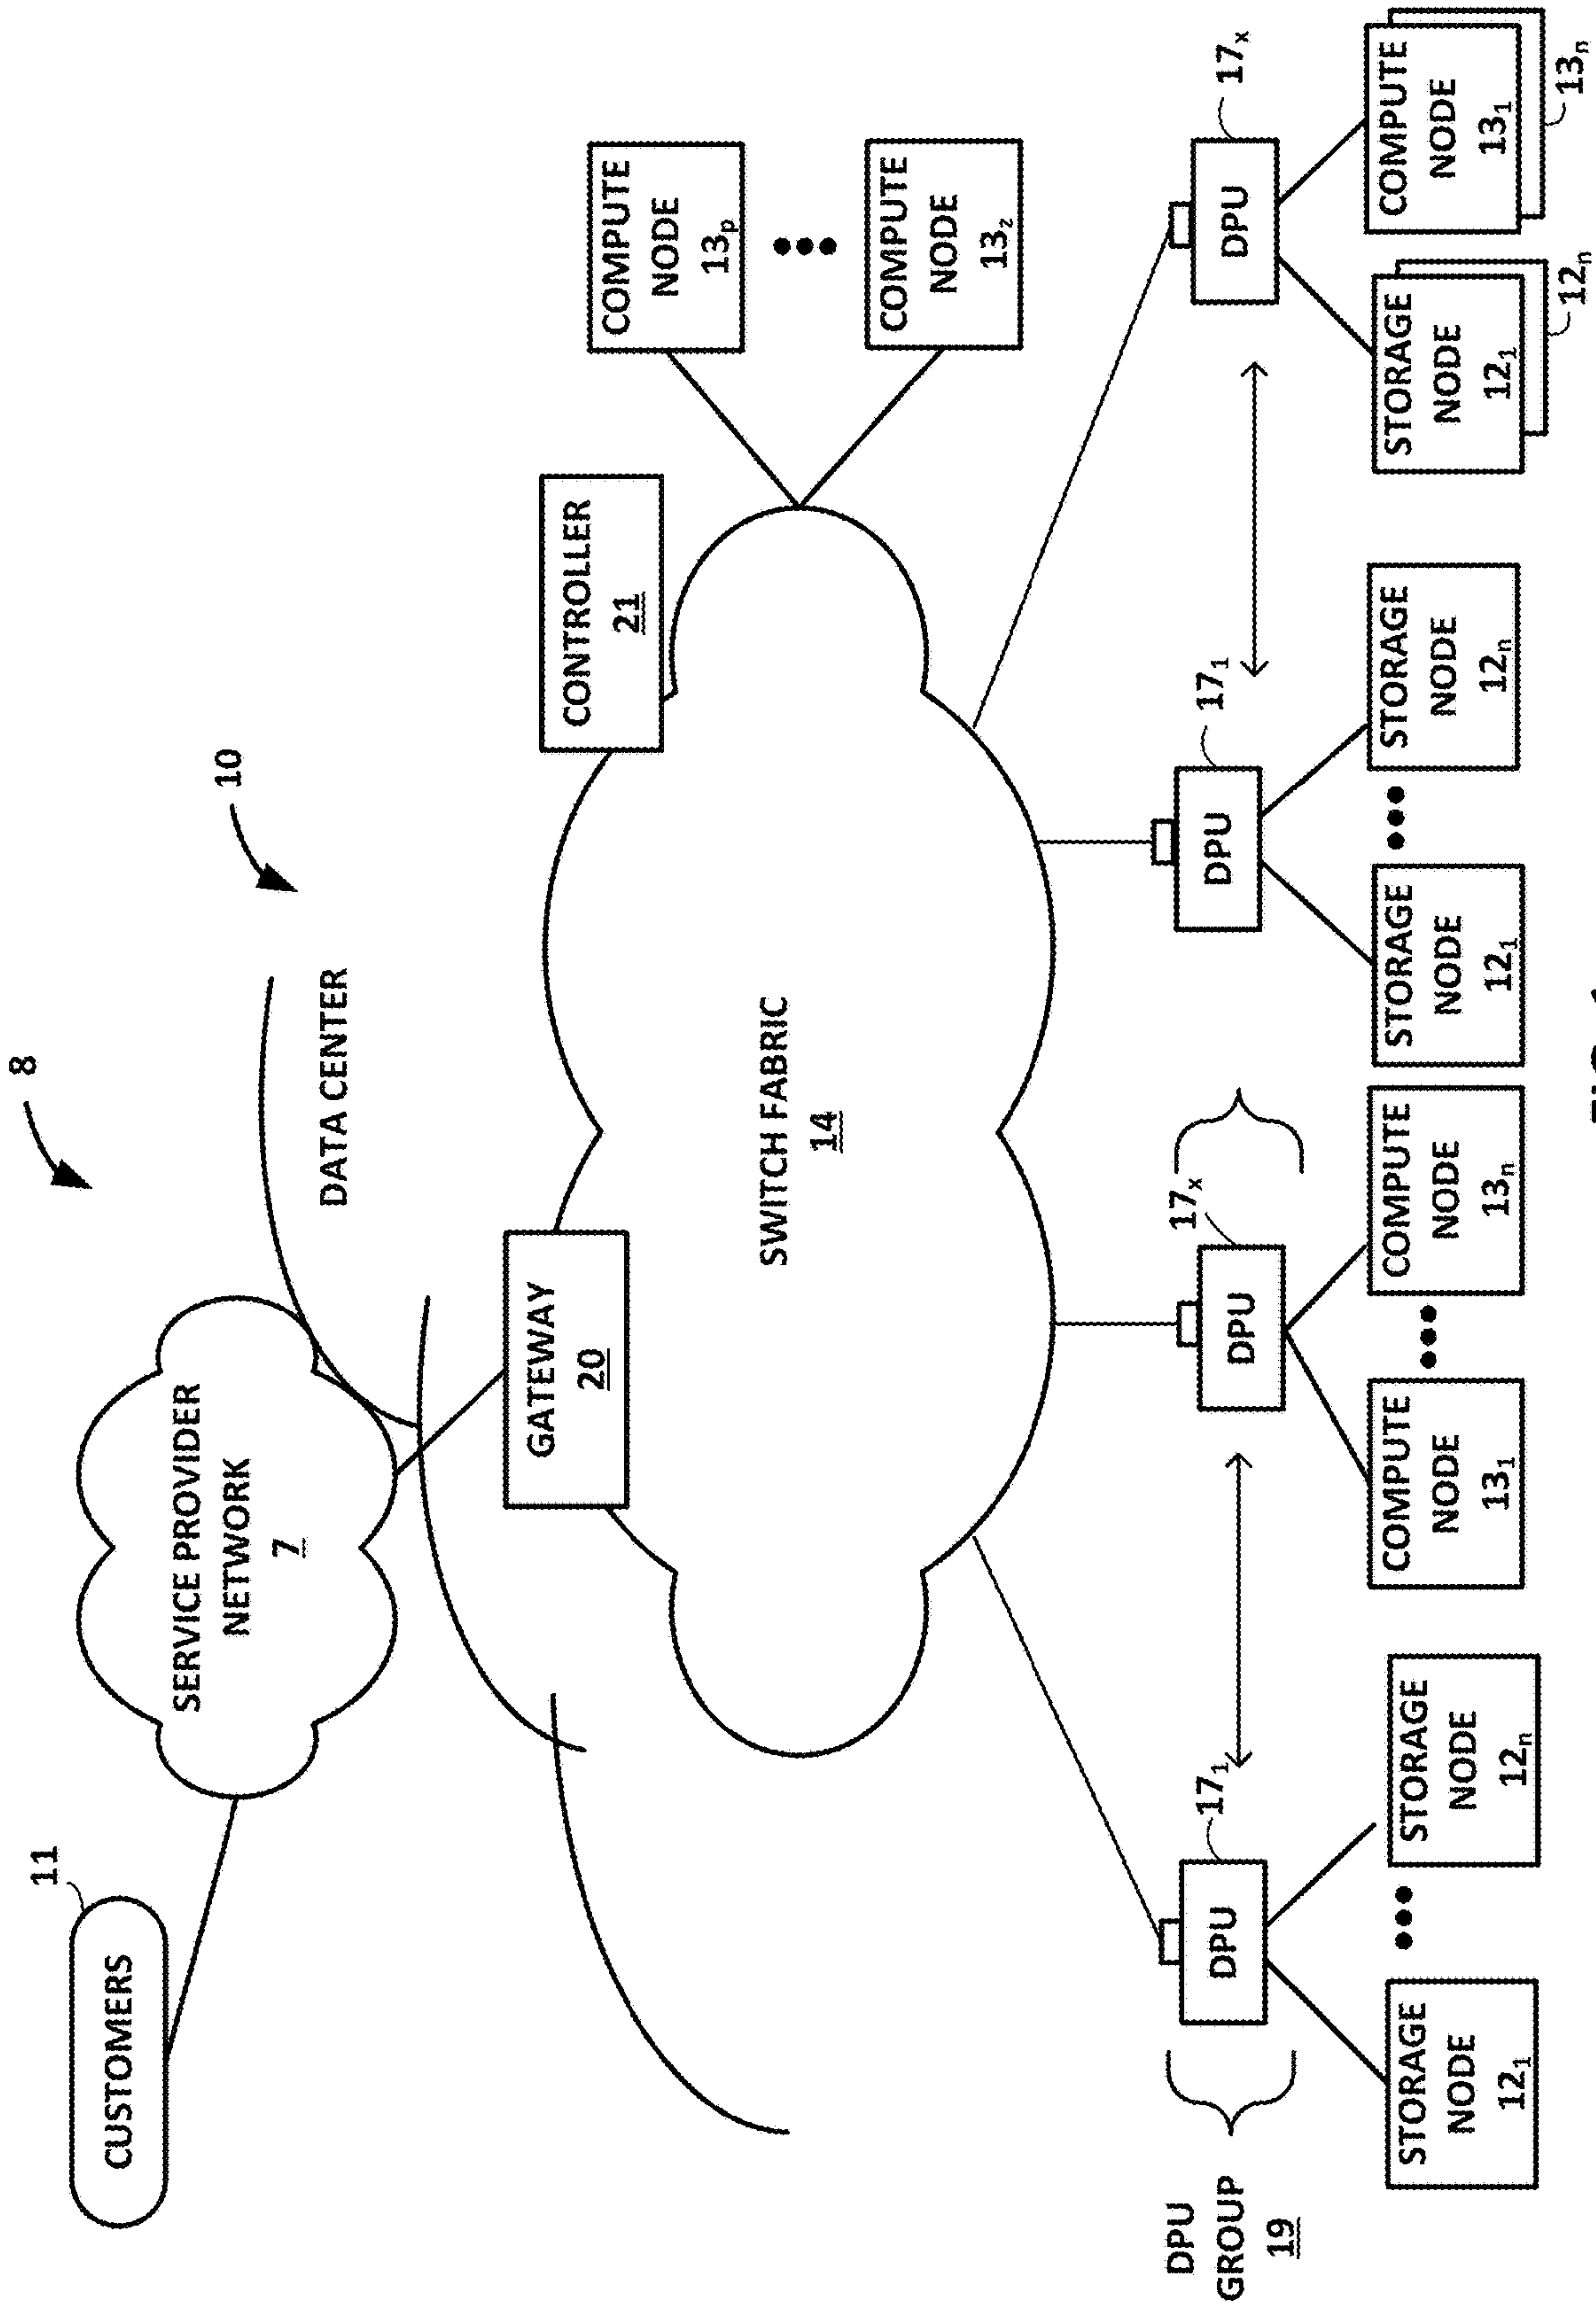 8
10
CUSTOMERS
11
SERVICE PROVIDER
NETWORK
7
DATA CENTER
GATEWAY
20
CONTROLLER
21
SWITCH FABRIC
14
COMPUTE
NODE
13p
COMPUTE
NODE
13z
DPU
GROUP
19
DPU
17₁
DPU
17ₓ
DPU
17₁
DPU
17ₓ
STORAGE
NODE
12₁
STORAGE
NODE
12ₙ
COMPUTE
NODE
13₁
COMPUTE
NODE
13ₙ
STORAGE
NODE
12₁
STORAGE
NODE
12ₙ
STORAGE
NODE
12₁
12ₙ
COMPUTE
NODE
13₁
13ₙ